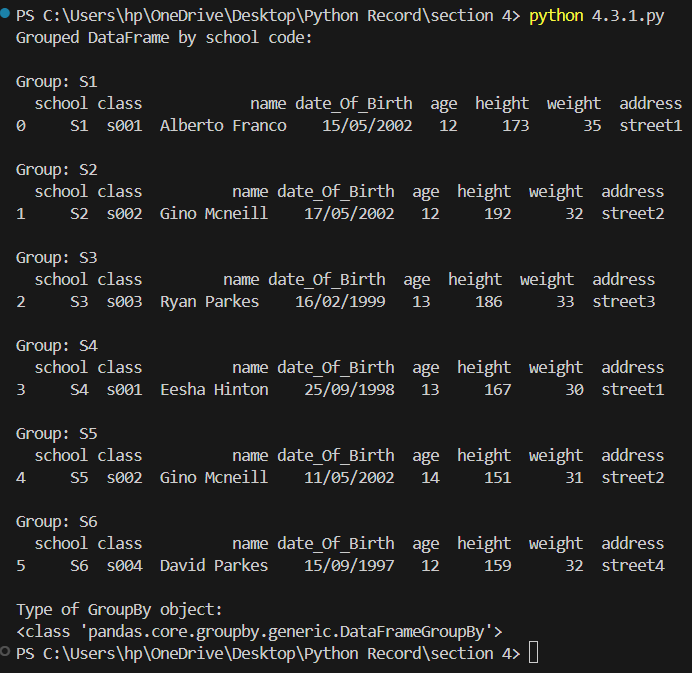 PS C:\Users\hp\OneDrive\Desktop\Python Record\section 4> python 4.3.1.py
Grouped DataFrame by school code:
Group: S1
school class name date_Of_Birth age height weight address
0 S1 s001 Alberto Franco 15/05/2002 12 173 35 street1
Group: S2
school class name date_Of_Birth age height weight address
1 S2 s002 Gino Mcneill 17/05/2002 12 192 32 street2
Group: S3
school class name date_Of_Birth age height weight address
2 S3 s003 Ryan Parkes 16/02/1999 13 186 33 street3
Group: S4
school class name date_Of_Birth age height weight address
3 S4 s001 Eesha Hinton 25/09/1998 13 167 30 street1
Group: S5
school class name date_Of_Birth age height weight address
4 S5 s002 Gino Mcneill 11/05/2002 14 151 31 street2
Group: S6
school class name date_Of_Birth age height weight address
5 S6 s004 David Parkes 15/09/1997 12 159 32 street4
Type of GroupBy object:
<class 'pandas.core.groupby.generic.DataFrameGroupBy'>
PS C:\Users\hp\OneDrive\Desktop\Python Record\section 4>